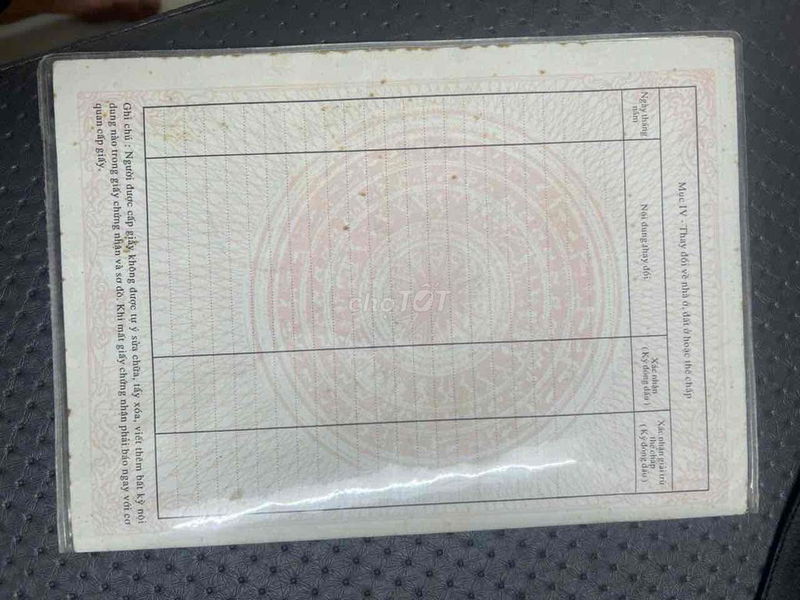 Mục IV - Thay đổi về nhà ở, đất ở hoặc thế chấp
Ngày tháng
năm
Nội dung thay đổi
Xác nhận
( Ký đóng dấu )
Xác nhận giải trừ
thế chấp
( Ký đóng dấu )
choTỐT
Ghi chú : Người được cấp giấy không được tự ý sửa chữa, tẩy xóa, viết thêm bất kỳ nội
dung nào trong giấy chứng nhận và sơ đồ. Khi mất giấy chứng nhận phải báo ngay với cơ
quan cấp giấy.